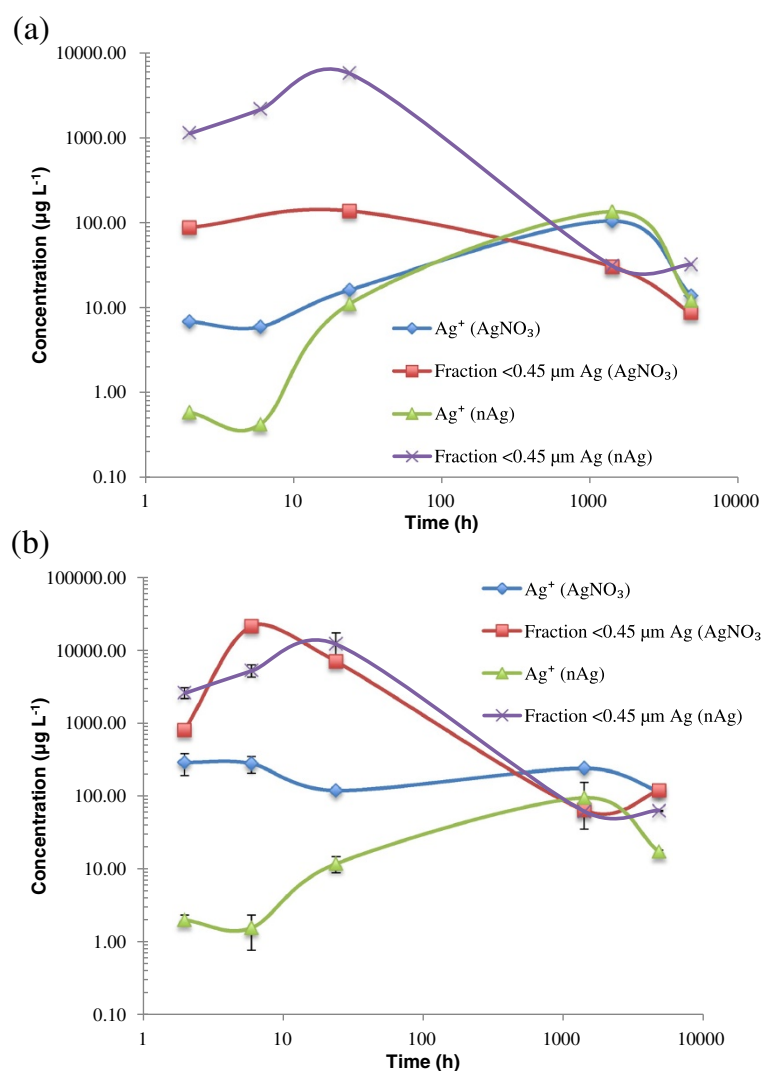 (a)
10000.00
1000.00
100.00
10.00
1.00
0.10
Concentration (µg L⁻¹)
Ag⁺ (AgNO₃)
Fraction <0.45 µm Ag (AgNO₃)
Ag⁺ (nAg)
Fraction <0.45 µm Ag (nAg)
1 10 100 1000 10000
Time (h)
(b)
100000.00
10000.00
1000.00
100.00
10.00
1.00
0.10
Concentration (µg L⁻¹)
Ag⁺ (AgNO₃)
Fraction <0.45 µm Ag (AgNO₃
Ag⁺ (nAg)
Fraction <0.45 µm Ag (nAg)
1 10 100 1000 10000
Time (h)